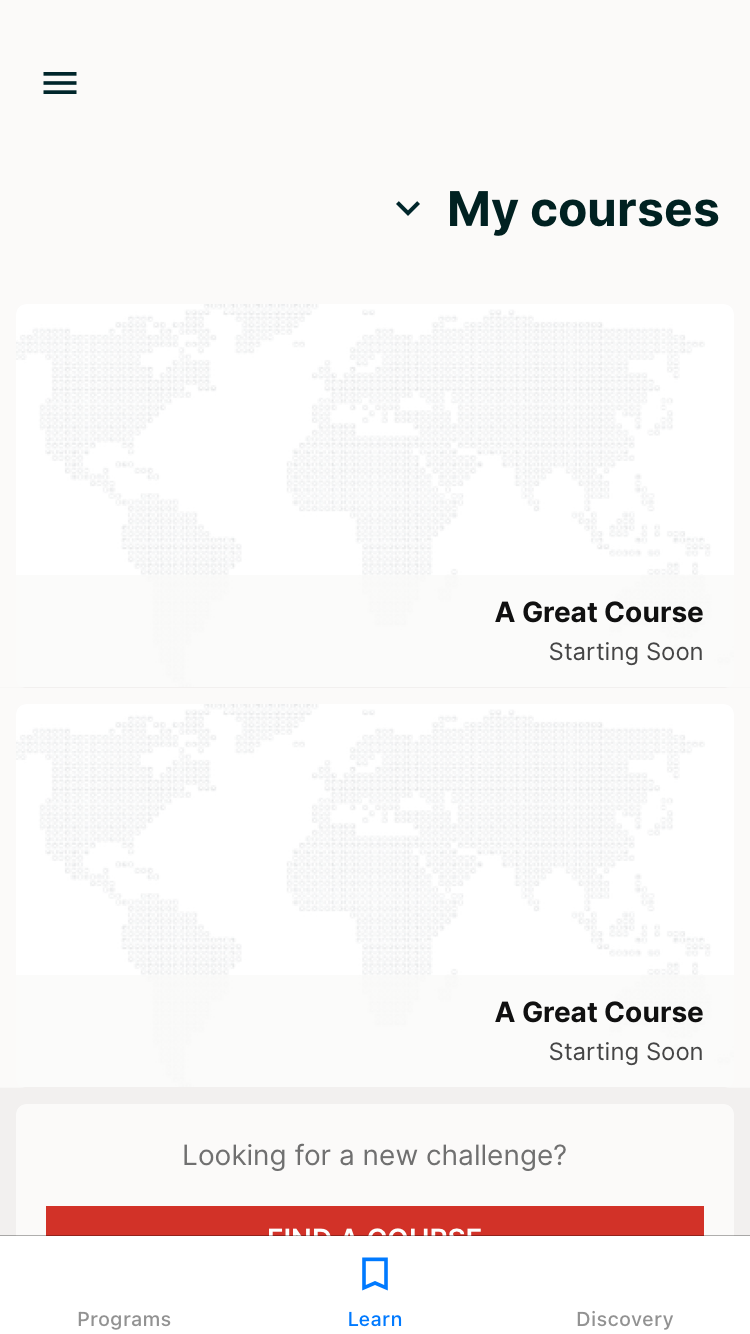 My courses
A Great Course
Starting Soon
A Great Course
Starting Soon
Looking for a new challenge?
FIND A COURSE
Programs
Learn
Discovery